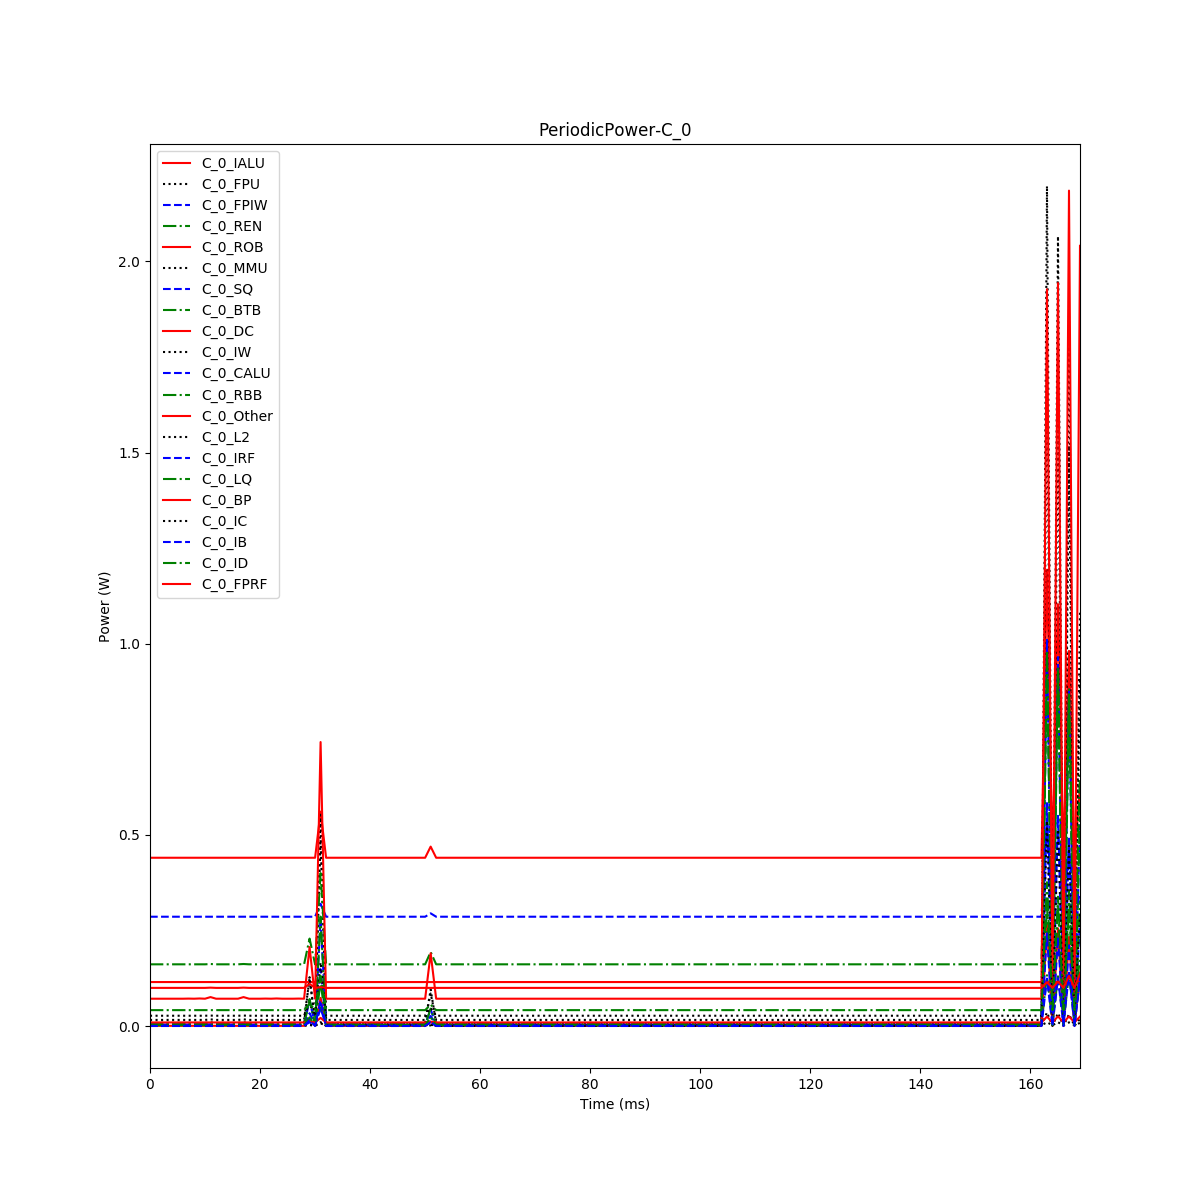 PeriodicPower-C_0
C_0_IALU
C_0_FPU
C_0_FPIW
C_0_REN
C_0_ROB
C_0_MMU
C_0_SQ
C_0_BTB
C_0_DC
C_0_IW
C_0_CALU
C_0_RBB
C_0_Other
C_0_L2
C_0_IRF
C_0_LQ
C_0_BP
C_0_IC
C_0_IB
C_0_ID
C_0_FPRF
2.0
1.5
1.0
0.5
0.0
Power (W)
0 20 40 60 80 100 120 140 160
Time (ms)